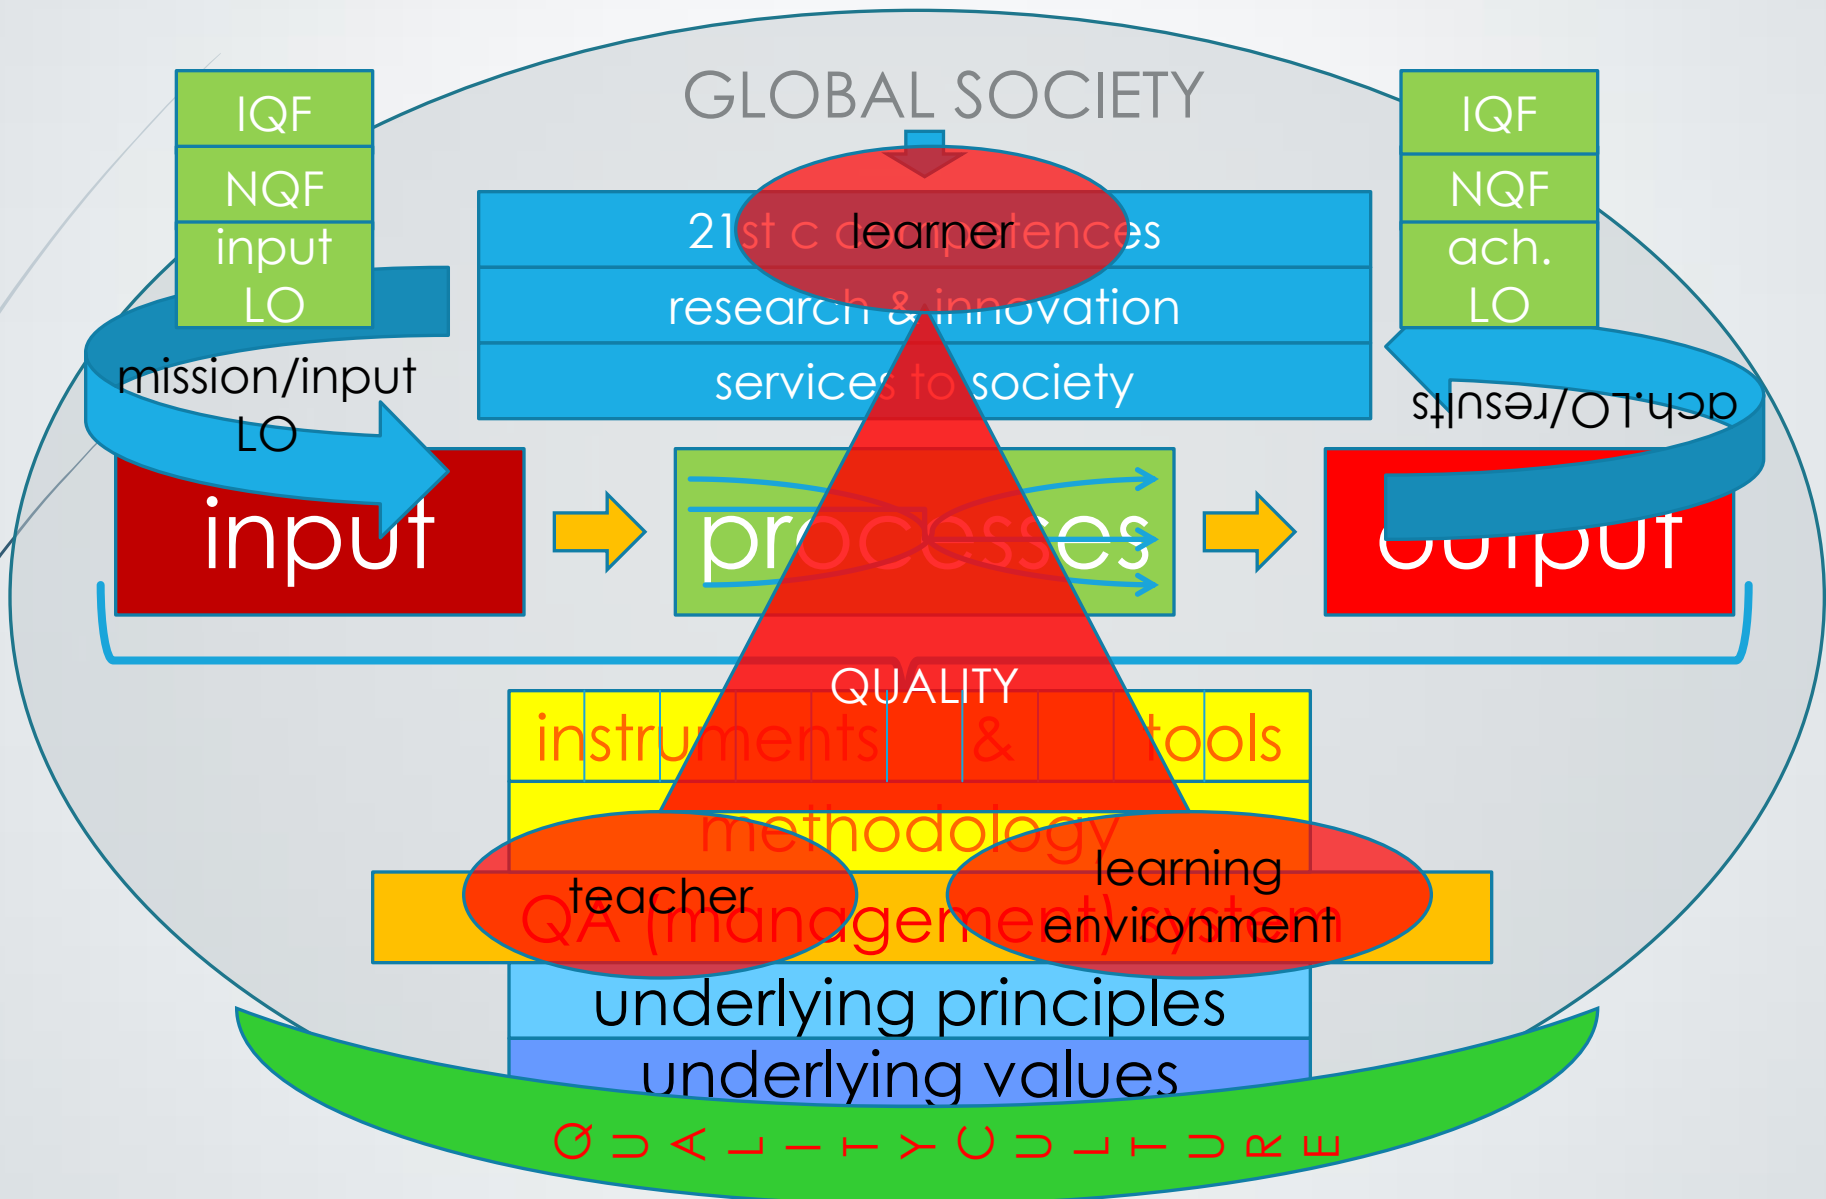 GLOBAL SOCIETY
IQF
NQF
input
LO
IQF
NQF
ach.
LO
21st c competences
learner
research & innovation
services to society
mission/input
LO
ach.LO/results
input
processes
output
QUALITY
instruments & tools
methodology
teacher
learning
environment
QA (management) system
underlying principles
underlying values
QUALITY CULTURE